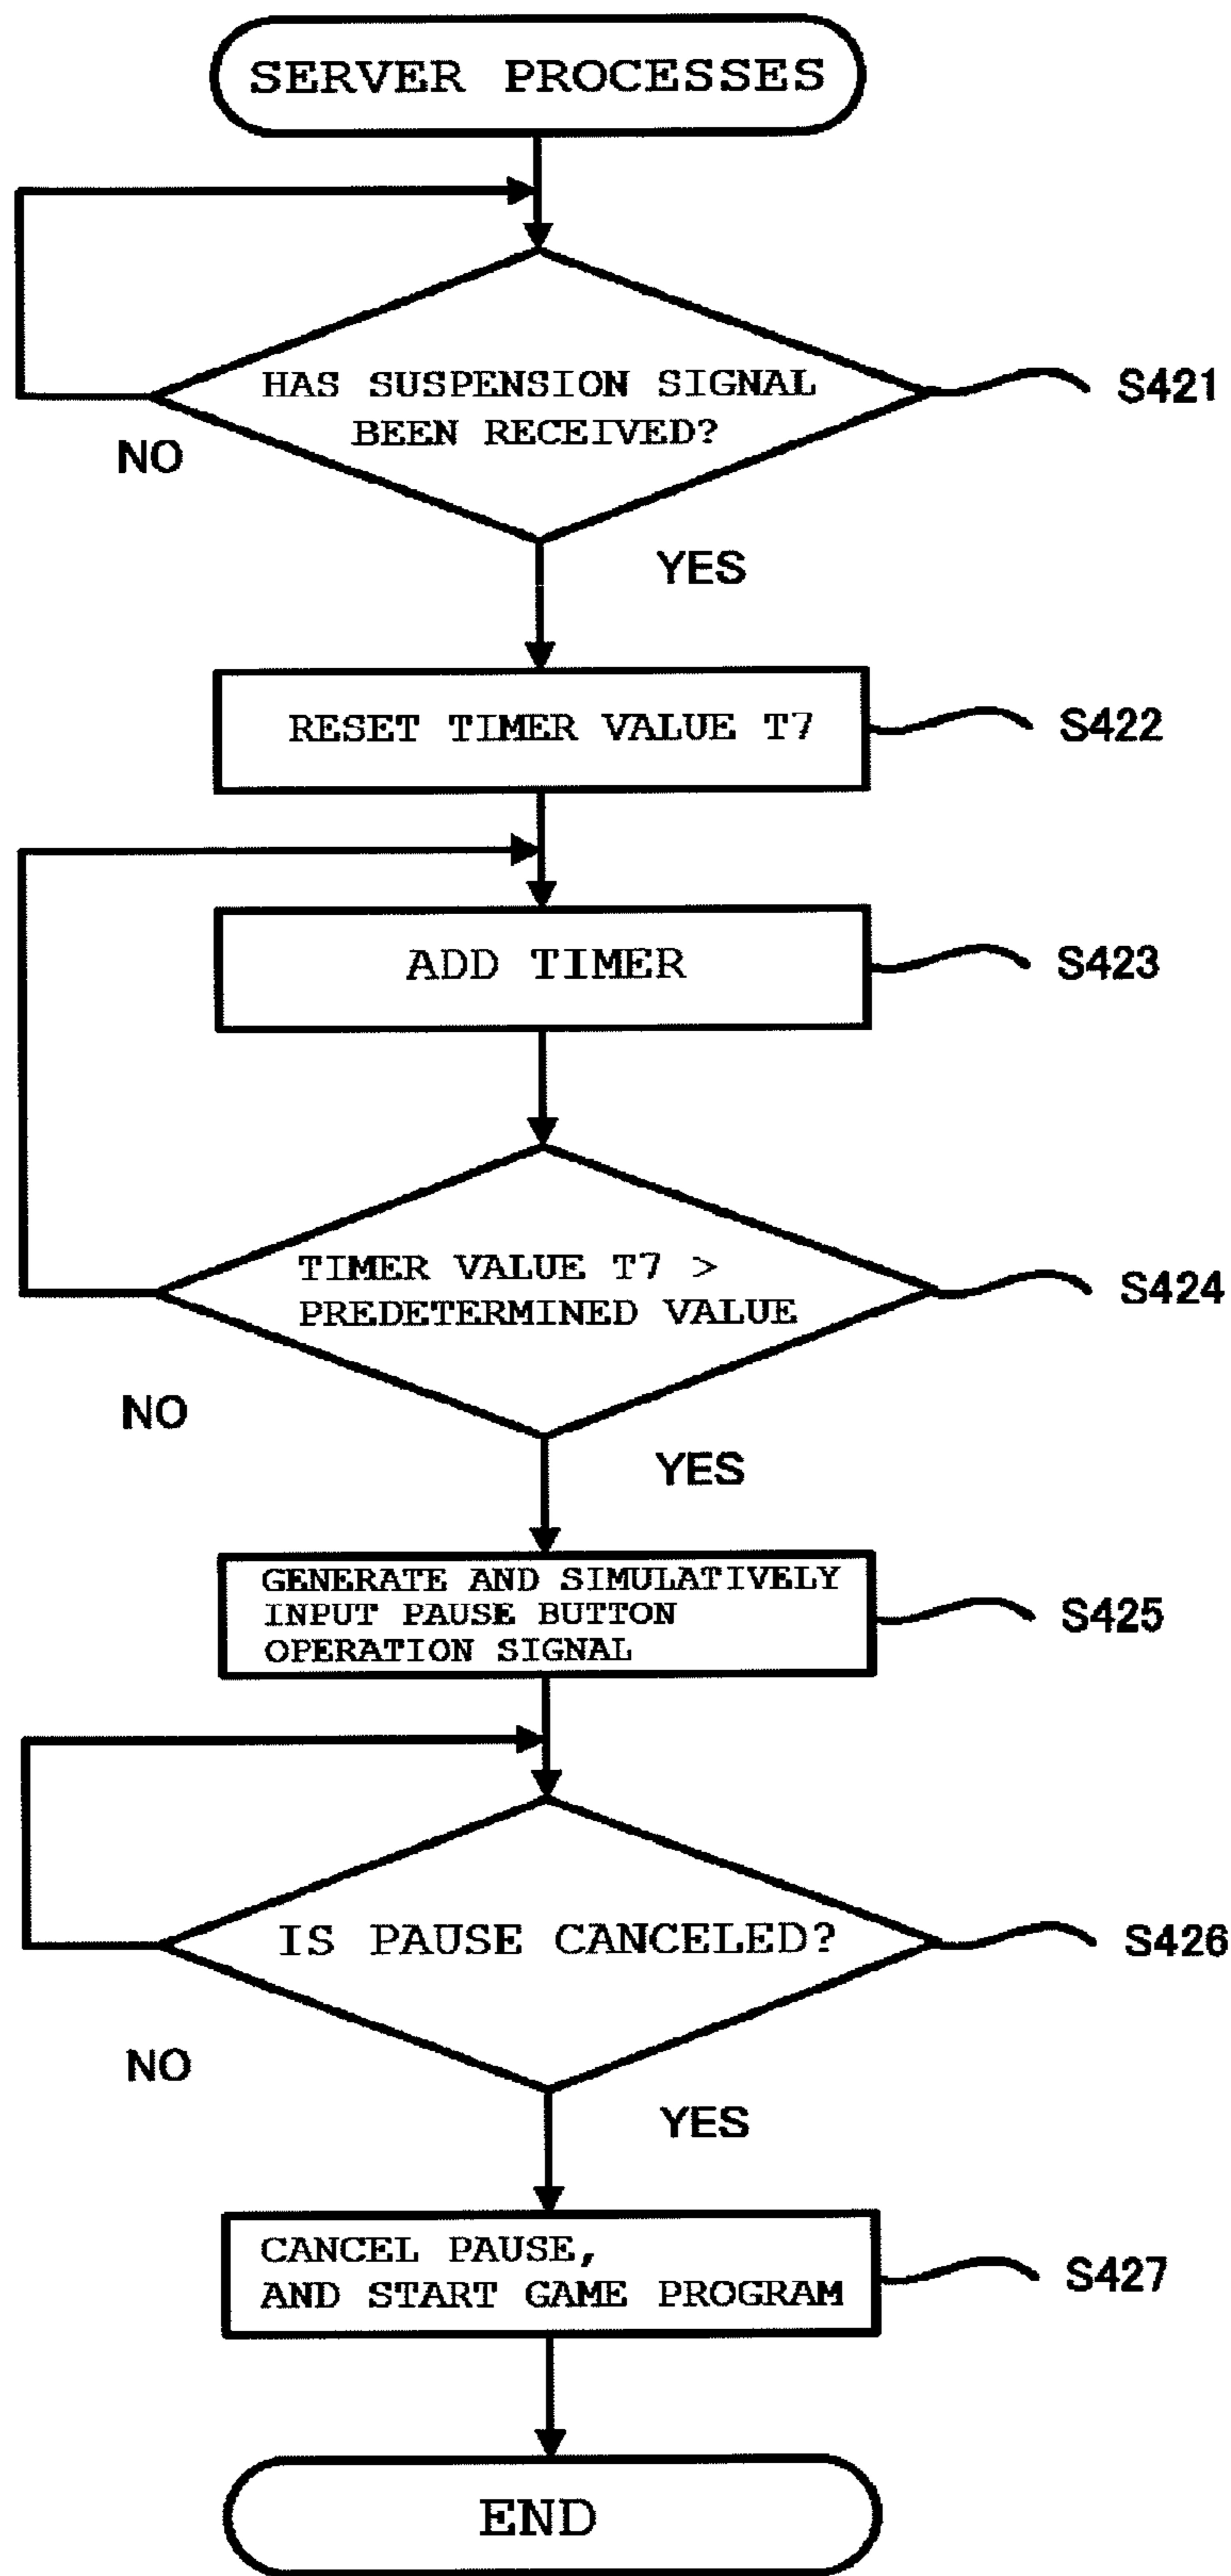 SERVER PROCESSES
HAS SUSPENSION SIGNAL
BEEN RECEIVED?
S421
NO
YES
RESET TIMER VALUE T7
S422
ADD TIMER
S423
TIMER VALUE T7 >
PREDETERMINED VALUE
S424
NO
YES
GENERATE AND SIMULATIVELY
INPUT PAUSE BUTTON
OPERATION SIGNAL
S425
IS PAUSE CANCELED?
S426
NO
YES
CANCEL PAUSE,
AND START GAME PROGRAM
S427
END